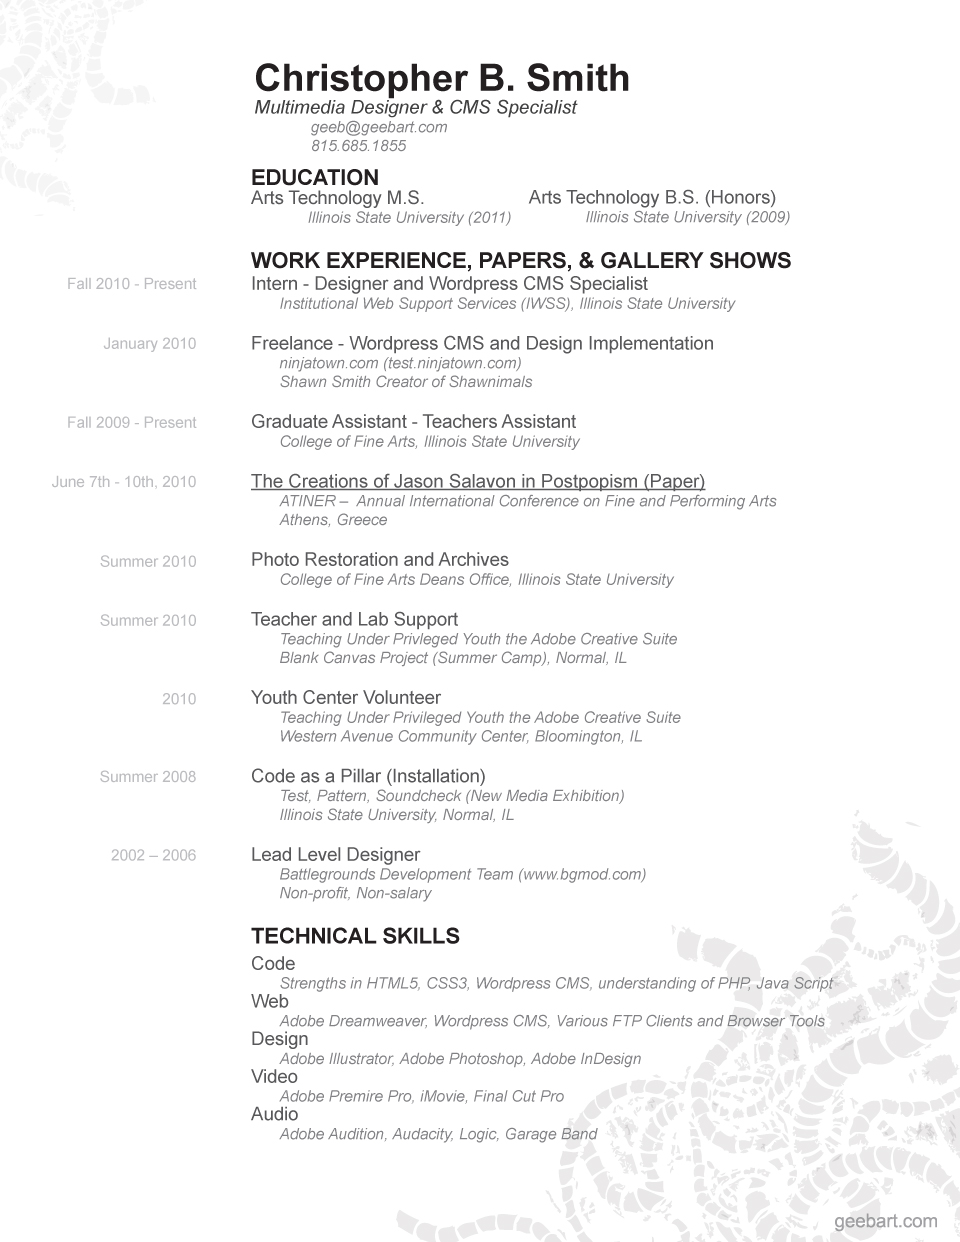 Christopher B. Smith
Multimedia Designer & CMS Specialist
geeb@geebart.com
815.685.1855
EDUCATION
Arts Technology M.S. Arts Technology B.S. (Honors)
Illinois State University (2011) Illinois State University (2009)
WORK EXPERIENCE, PAPERS, & GALLERY SHOWS
Fall 2010 - Present Intern - Designer and Wordpress CMS Specialist
Institutional Web Support Services (IWSS), Illinois State University
January 2010 Freelance - Wordpress CMS and Design Implementation
ninjatown.com (test.ninjatown.com)
Shawn Smith Creator of Shawnimals
Fall 2009 - Present Graduate Assistant - Teachers Assistant
College of Fine Arts, Illinois State University
June 7th - 10th, 2010 The Creations of Jason Salavon in Postpopism (Paper)
ATINER – Annual International Conference on Fine and Performing Arts
Athens, Greece
Summer 2010 Photo Restoration and Archives
College of Fine Arts Deans Office, Illinois State University
Summer 2010 Teacher and Lab Support
Teaching Under Privleged Youth the Adobe Creative Suite
Blank Canvas Project (Summer Camp), Normal, IL
2010 Youth Center Volunteer
Teaching Under Privileged Youth the Adobe Creative Suite
Western Avenue Community Center, Bloomington, IL
Summer 2008 Code as a Pillar (Installation)
Test, Pattern, Soundcheck (New Media Exhibition)
Illinois State University, Normal, IL
2002 – 2006 Lead Level Designer
Battlegrounds Development Team (www.bgmod.com)
Non-profit, Non-salary
TECHNICAL SKILLS
Code
Strengths in HTML5, CSS3, Wordpress CMS, understanding of PHP, Java Script
Web
Adobe Dreamweaver, Wordpress CMS, Various FTP Clients and Browser Tools
Design
Adobe Illustrator, Adobe Photoshop, Adobe InDesign
Video
Adobe Premire Pro, iMovie, Final Cut Pro
Audio
Adobe Audition, Audacity, Logic, Garage Band
geebart.com